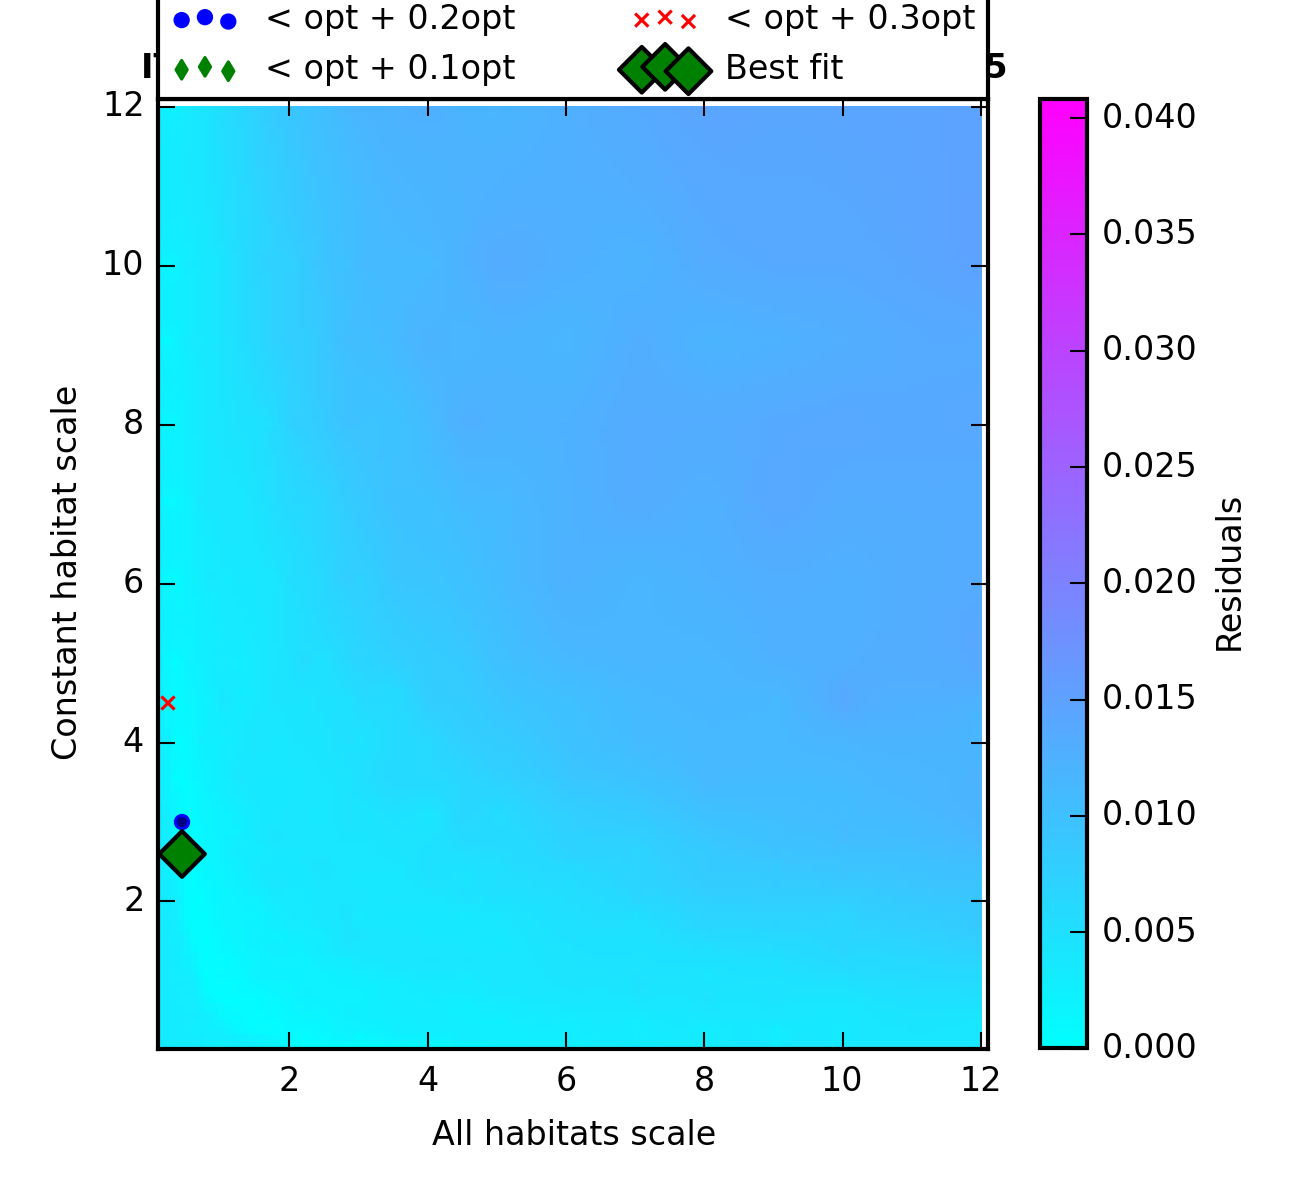 < opt + 0.2opt < opt + 0.3opt
< opt + 0.1opt Best fit
5
12
10
8
6
4
2
2 4 6 8 10 12
Constant habitat scale
All habitats scale
0.040
0.035
0.030
0.025
0.020
0.015
0.010
0.005
0.000
Residuals